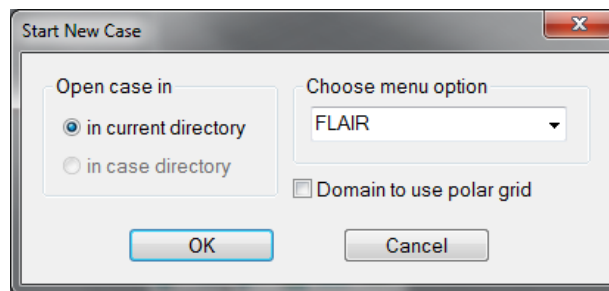 Start New Case
Open case in
in current directory
in case directory
Choose menu option
FLAIR
Domain to use polar grid
OK
Cancel